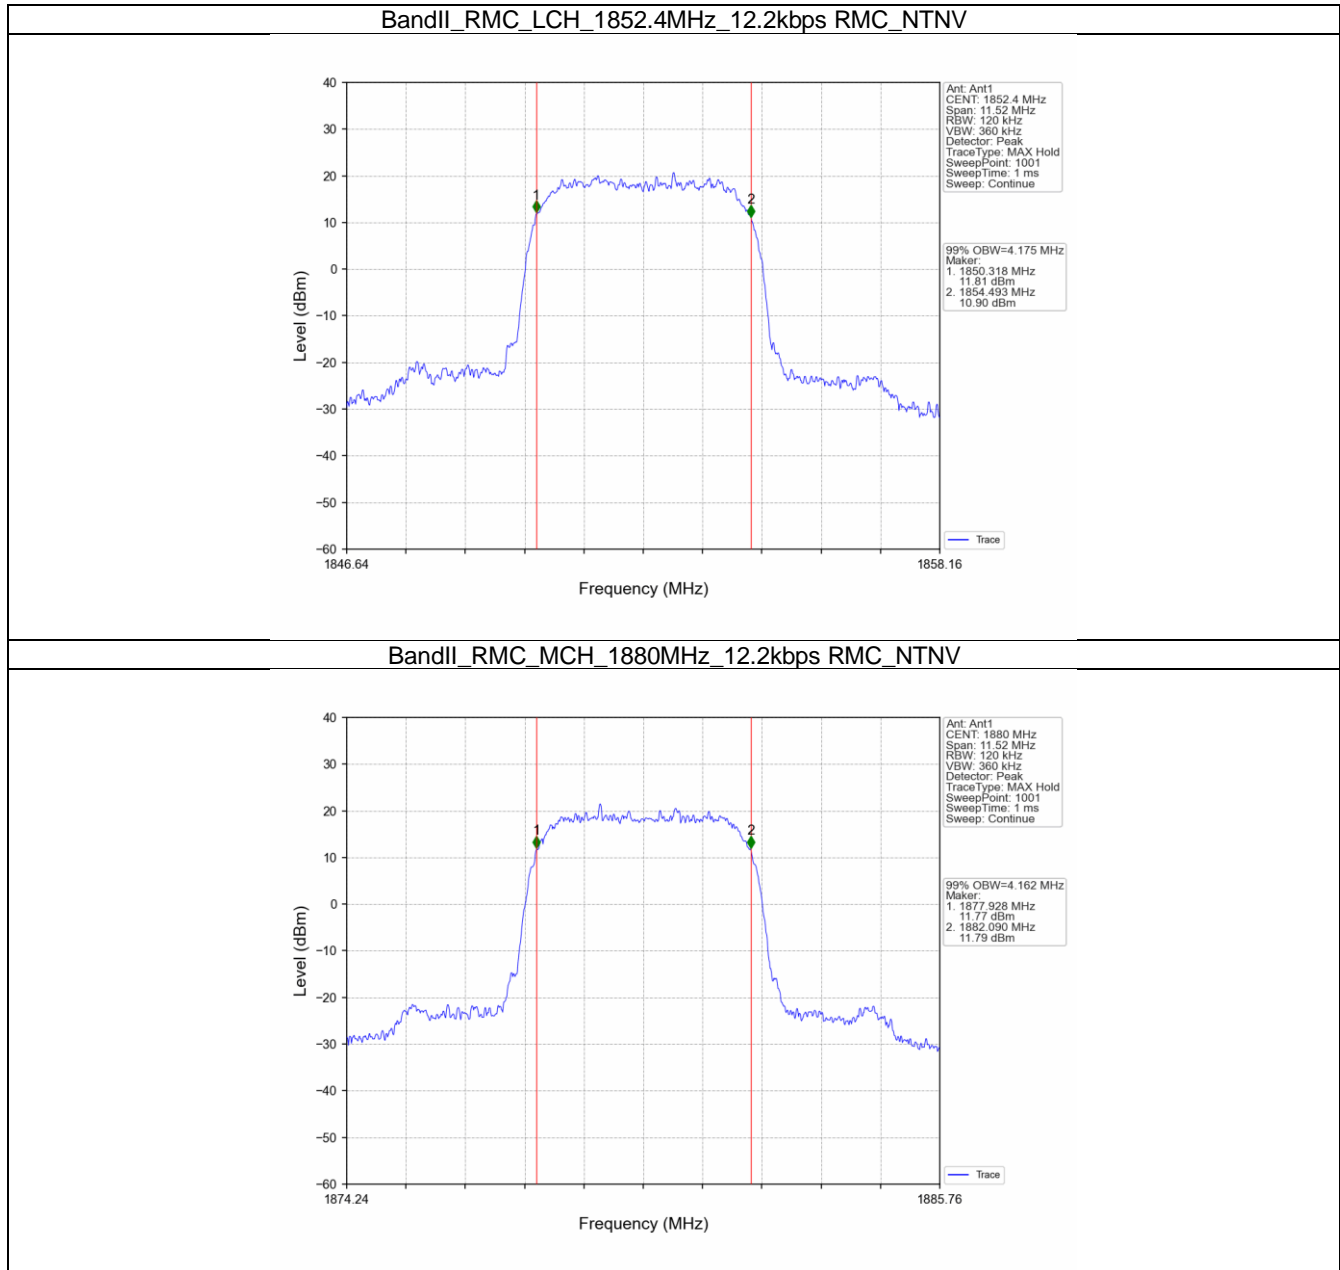 BandII_RMC_LCH_1852.4MHz_12.2kbps RMC_NTNV
40
30
20
10
0
−10
−20
−30
−40
−50
−60
Level (dBm)
1
2
1846.64
1858.16
Frequency (MHz)
Ant: Ant1
CENT: 1852.4 MHz
Span: 11.52 MHz
RBW: 120 kHz
VBW: 360 kHz
Detector: Peak
TraceType: MAX Hold
SweepPoint: 1001
SweepTime: 1 ms
Sweep: Continue
99% OBW=4.175 MHz
Maker:
1. 1850.318 MHz
11.81 dBm
2. 1854.493 MHz
10.90 dBm
Trace
BandII_RMC_MCH_1880MHz_12.2kbps RMC_NTNV
40
30
20
10
0
−10
−20
−30
−40
−50
−60
Level (dBm)
1
2
1874.24
1885.76
Frequency (MHz)
Ant: Ant1
CENT: 1880 MHz
Span: 11.52 MHz
RBW: 120 kHz
VBW: 360 kHz
Detector: Peak
TraceType: MAX Hold
SweepPoint: 1001
SweepTime: 1 ms
Sweep: Continue
99% OBW=4.162 MHz
Maker:
1. 1877.928 MHz
11.77 dBm
2. 1882.090 MHz
11.79 dBm
Trace